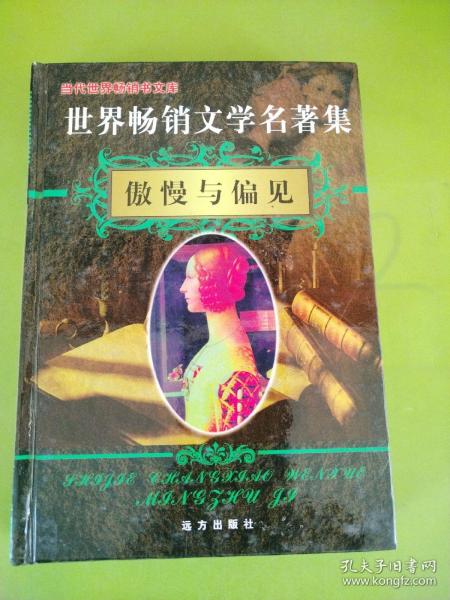 当代世界畅销书文库
世界畅销文学名著集
傲慢与偏见
SHIJIE CHANGXIAO WENXUE
MINGZHU JI
远方出版社
孔夫子旧书网
www.kongfz.com